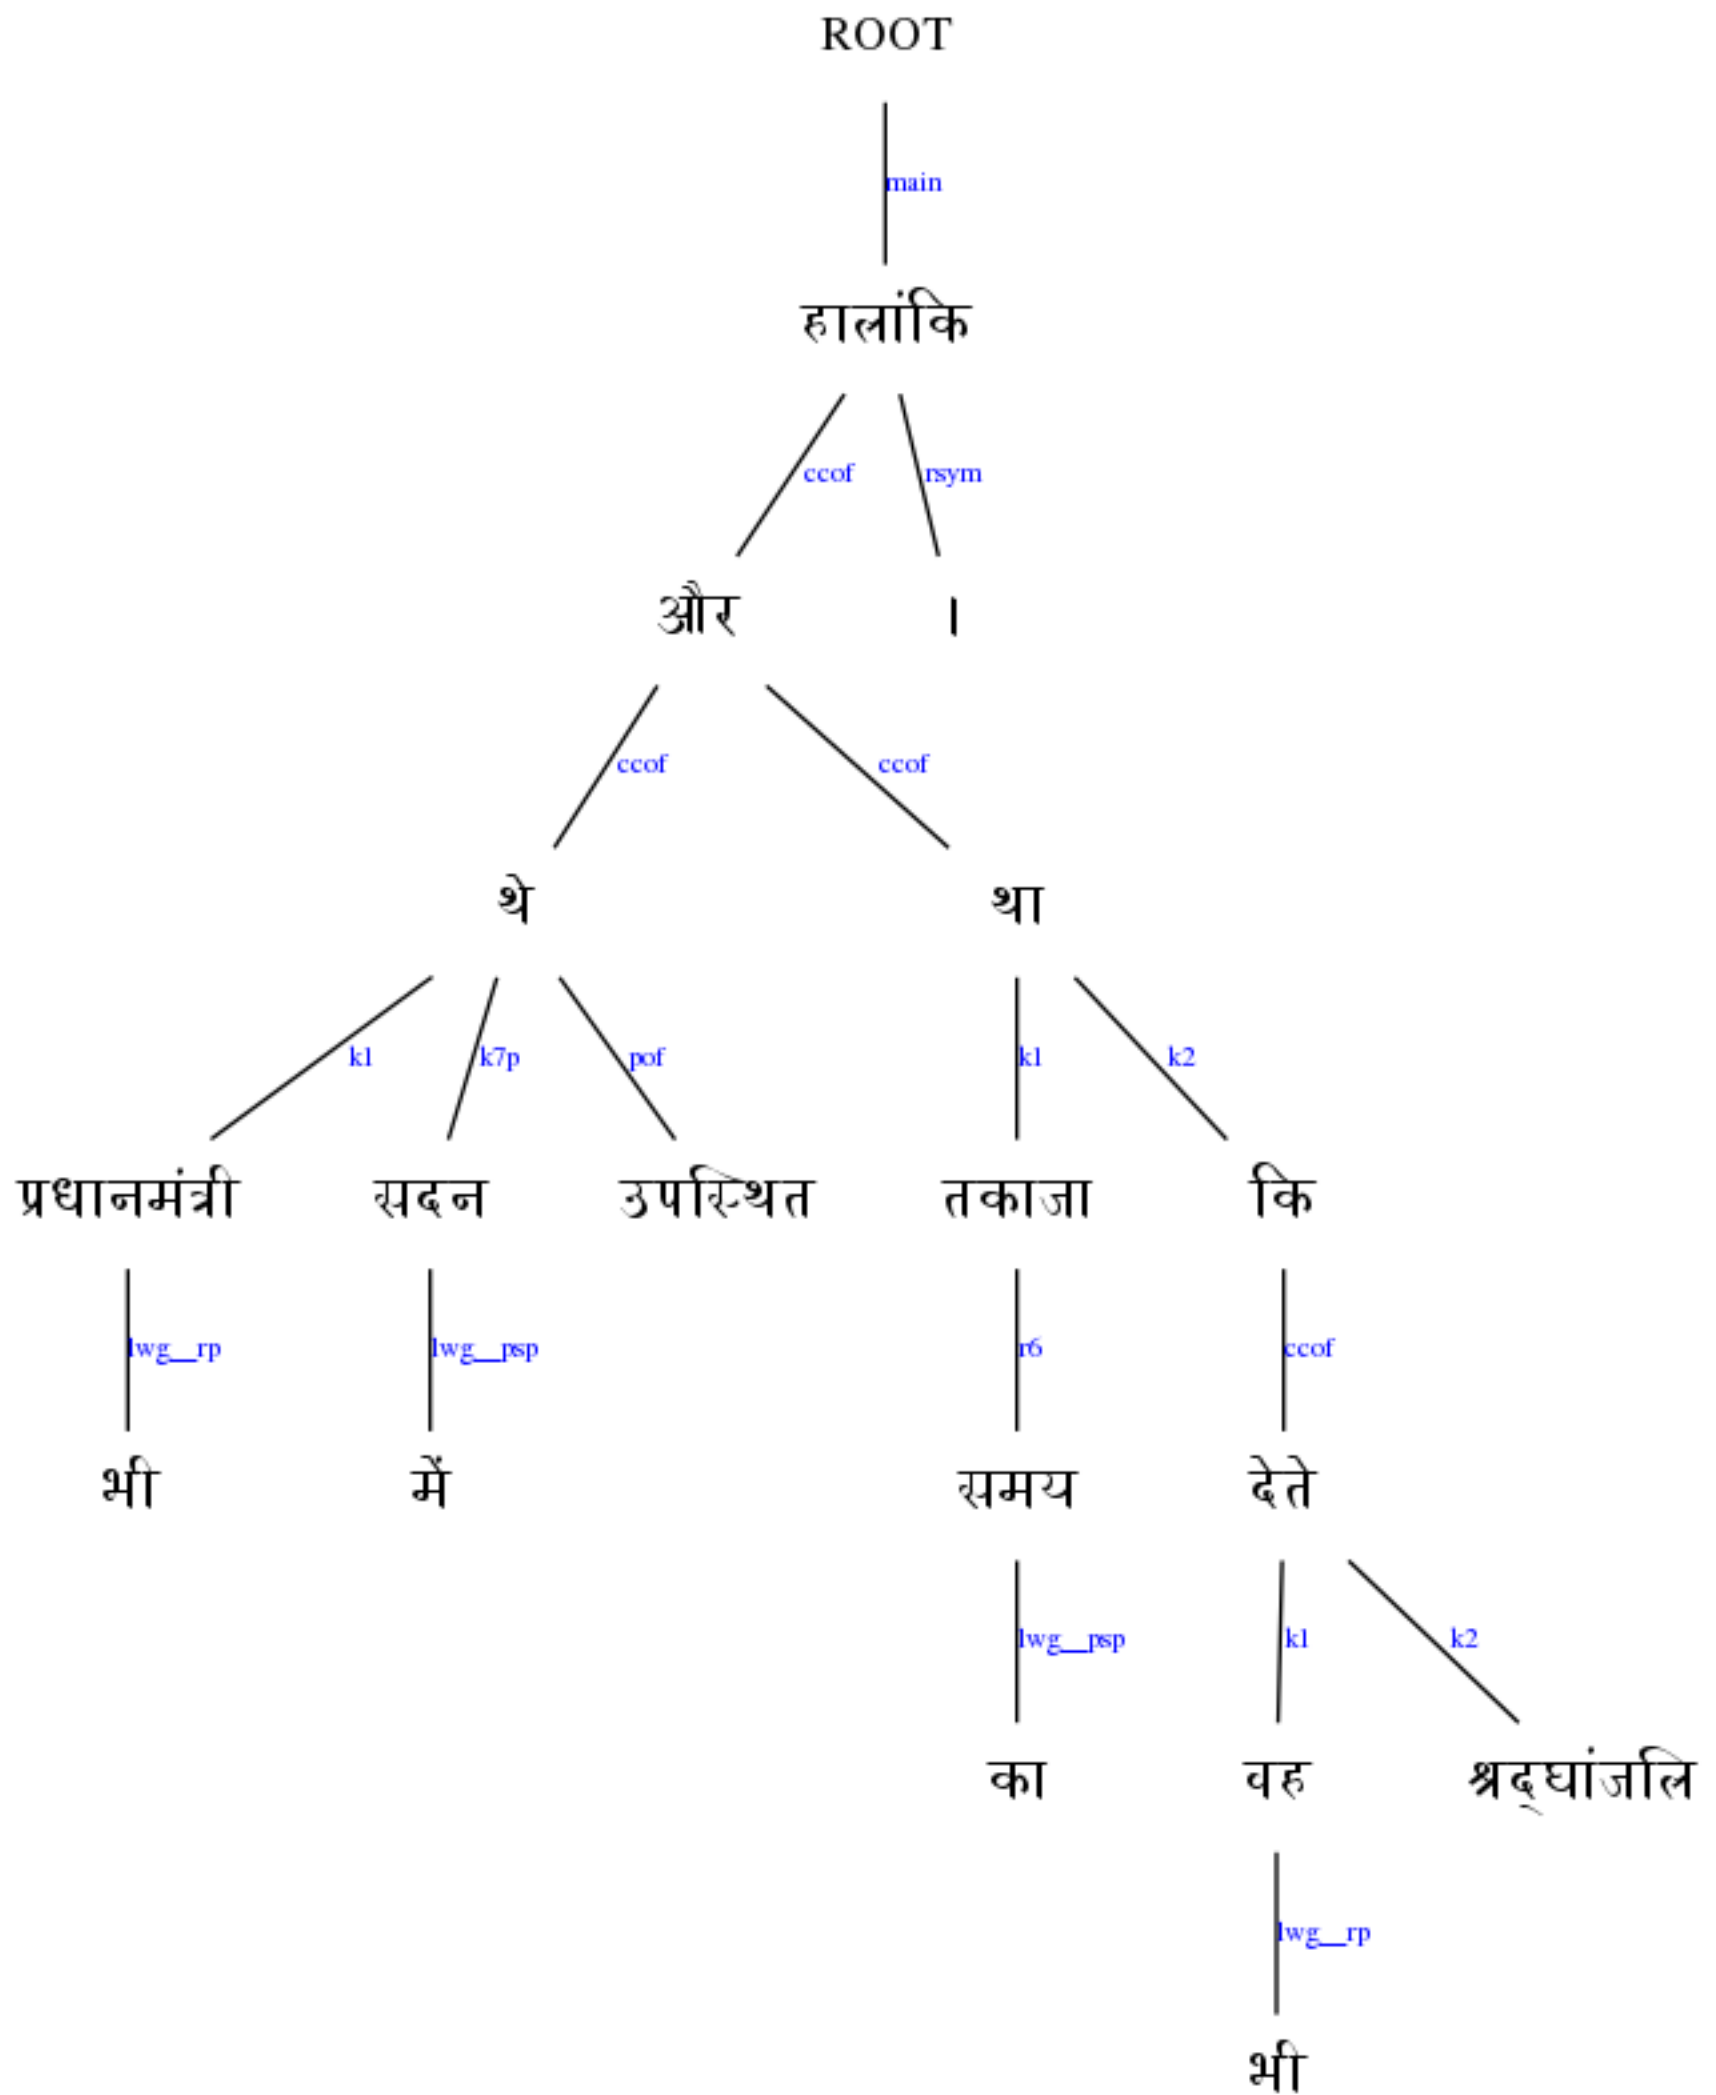 ROOT
main
हालांकि
ccof rsym
और ।
ccof ccof
थे था
k1 k7p pof k1 k2
प्रधानमंत्री सदन उपस्थित तकाजा कि
lwg__rp lwg__psp r6 ccof
भी में समय देते
lwg__psp k1 k2
का वह श्रद्घांजलि
lwg__rp
भी